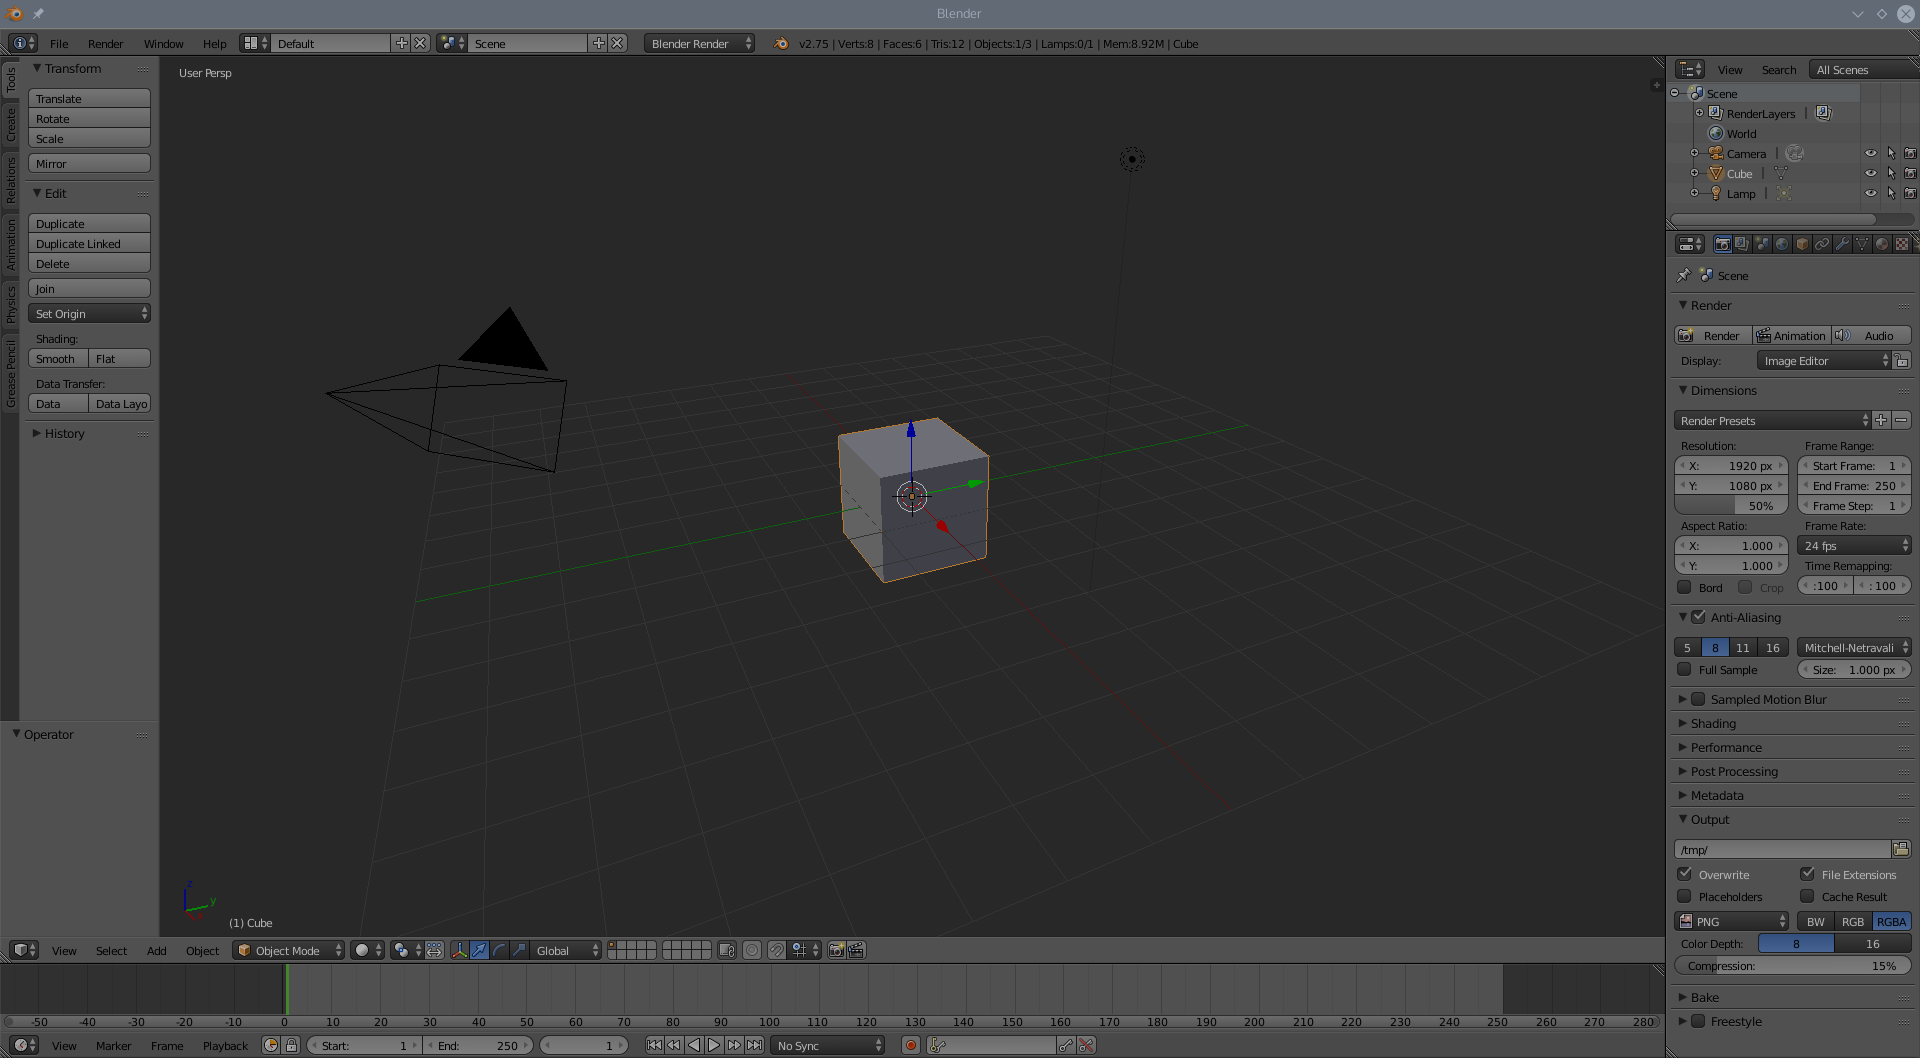 Blender
File Render Window Help Default Scene Blender Render v2.75 | Verts:8 | Faces:6 | Tris:12 | Objects:1/3 | Lamps:0/1 | Mem:8.92M | Cube
Tools
Create
Relations
Animation
Physics
Grease Pencil
Transform
Translate
Rotate
Scale
Mirror
Edit
Duplicate
Duplicate Linked
Delete
Join
Set Origin
Shading:
Smooth Flat
Data Transfer:
Data Data Layo
History
Operator
User Persp
z
y
(1) Cube
View Search All Scenes
Scene
RenderLayers |
World
Camera |
Cube |
Lamp |
Scene
Render
Render Animation Audio
Display: Image Editor
Dimensions
Render Presets
Resolution: Frame Range:
X: 1920 px Start Frame: 1
Y: 1080 px End Frame: 250
50% Frame Step: 1
Aspect Ratio: Frame Rate:
X: 1.000 24 fps
Y: 1.000 Time Remapping:
Bord Crop :100 : 100
Anti-Aliasing
5 8 11 16 Mitchell-Netravali
Full Sample Size: 1.000 px
Sampled Motion Blur
Shading
Performance
Post Processing
Metadata
Output
/tmp/
Overwrite File Extensions
Placeholders Cache Result
PNG BW RGB RGBA
Color Depth: 8 16
Compression: 15%
Bake
Freestyle
View Select Add Object Object Mode Global
-50 -40 -30 -20 -10 0 10 20 30 40 50 60 70 80 90 100 110 120 130 140 150 160 170 180 190 200 210 220 230 240 250 260 270 280
View Marker Frame Playback Start: 1 End: 250 1 No Sync